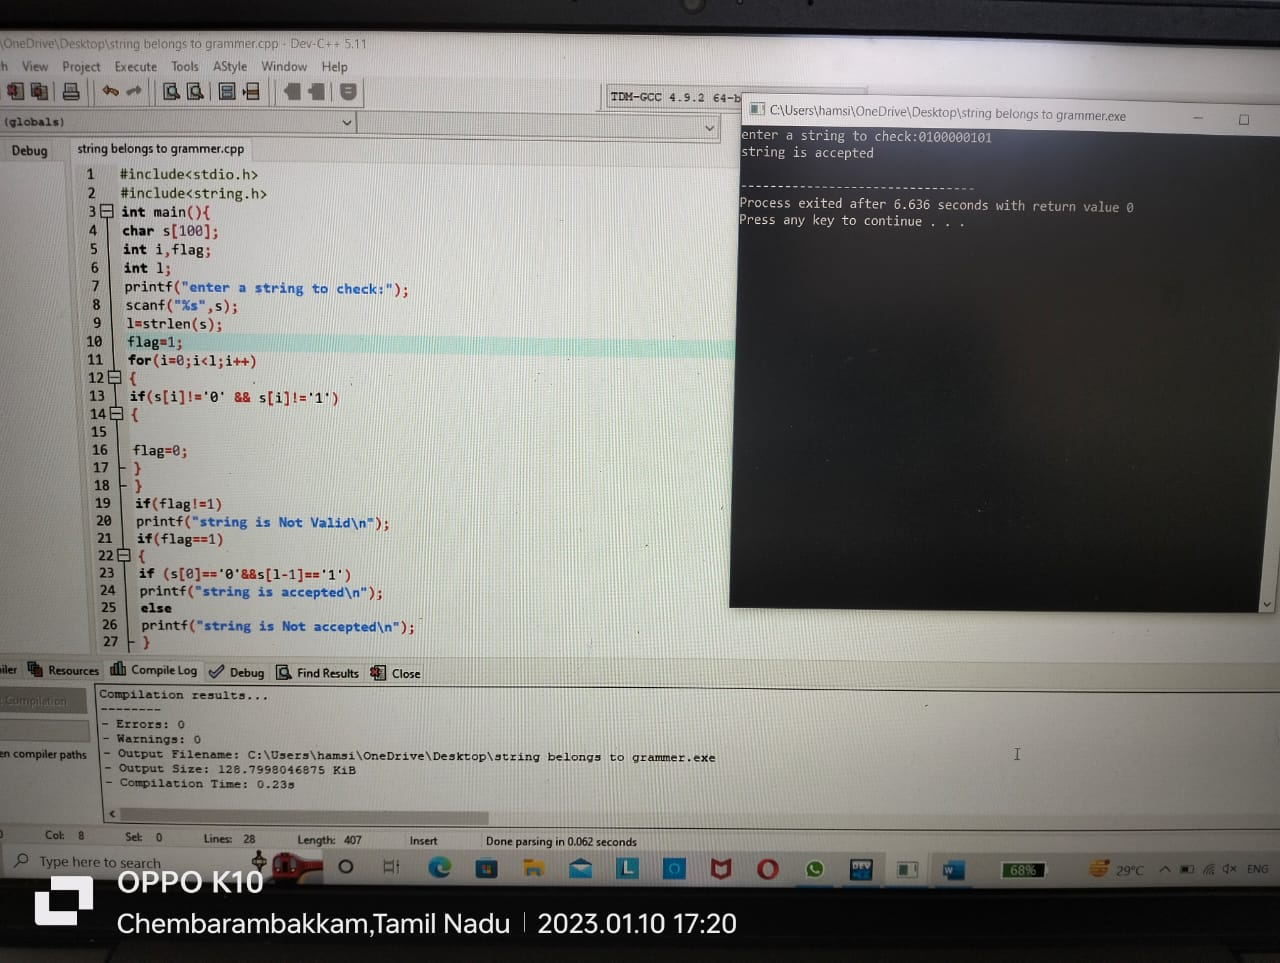 \OneDrive\Desktop\string belongs to grammer.cpp - Dev-C++ 5.11
h View Project Execute Tools AStyle Window Help
TDM-GCC 4.9.2 64-b
(globals)
Debug
string belongs to grammer.cpp
1 #include<stdio.h>
2 #include<string.h>
3 int main(){
4 char s[100];
5 int i,flag;
6 int l;
7 printf("enter a string to check:");
8 scanf("%s",s);
9 l=strlen(s);
10 flag=1;
11 for(i=0;i<l;i++)
12 {
13 if(s[i]!='0' && s[i]!='1')
14 {
15
16 flag=0;
17 }
18 }
19 if(flag!=1)
20 printf("string is Not Valid\n");
21 if(flag==1)
22 {
23 if (s[0]=='0'&&s[l-1]=='1')
24 printf("string is accepted\n");
25 else
26 printf("string is Not accepted\n");
27 }
C:\Users\hamsi\OneDrive\Desktop\string belongs to grammer.exe
enter a string to check:0100000101
string is accepted
--------------------------------
Process exited after 6.636 seconds with return value 0
Press any key to continue . . .
iler Resources Compile Log Debug Find Results Close
Compilation
en compiler paths
Compilation results...
--------
- Errors: 0
- Warnings: 0
- Output Filename: C:\Users\hamsi\OneDrive\Desktop\string belongs to grammer.exe
- Output Size: 128.7998046875 KiB
- Compilation Time: 0.23s
Col: 8 Sel: 0 Lines: 28 Length: 407 Insert Done parsing in 0.062 seconds
Type here to search
L
DEV
W
68%
29°C
ENG
OPPO K10
Chembarambakkam,Tamil Nadu | 2023.01.10 17:20